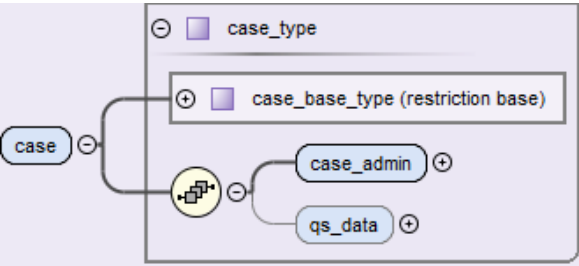 case_type
case_base_type (restriction base)
case
case_admin
qs_data